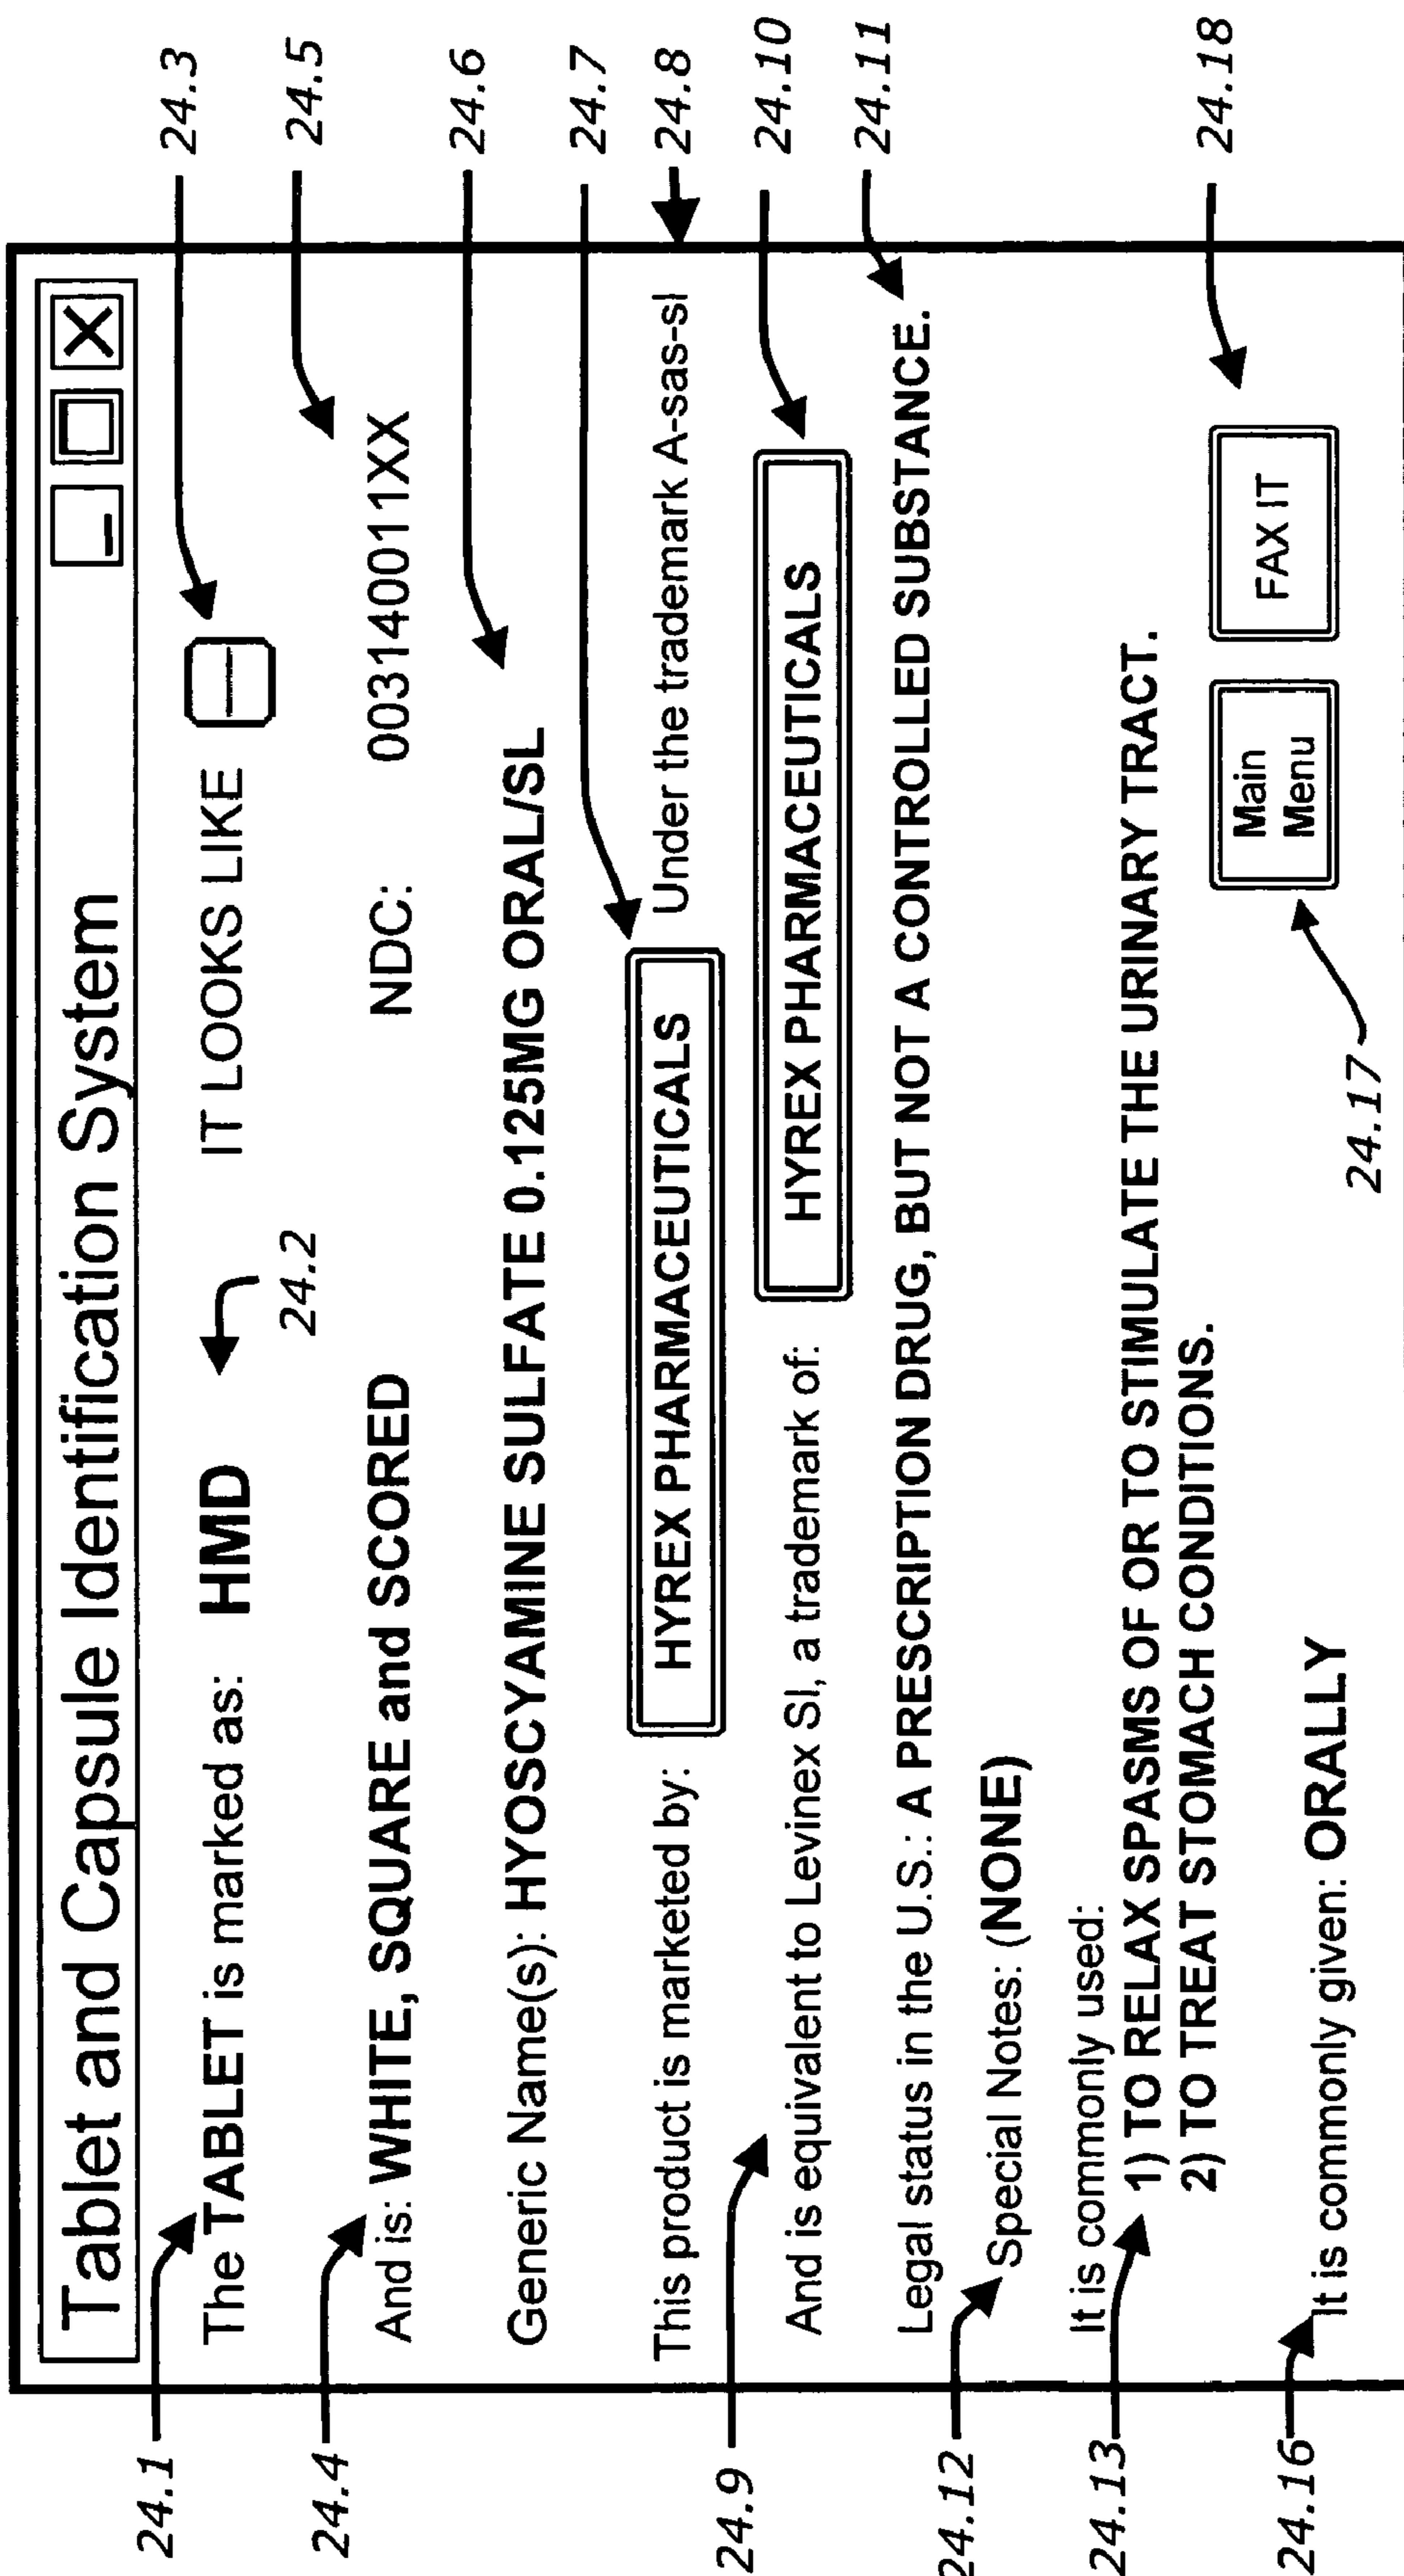 Tablet and Capsule Identification System
24.1
24.3
The TABLET is marked as: HMD IT LOOKS LIKE
24.2
24.5
24.4
And is: WHITE, SQUARE and SCORED NDC: 003140011XX
24.6
Generic Name(s): HYOSCYAMINE SULFATE 0.125MG ORAL/SL
24.7
This product is marketed by: HYREX PHARMACEUTICALS Under the trademark A-sas-sl
24.8
24.9
24.10
And is equivalent to Levinex Sl, a trademark of: HYREX PHARMACEUTICALS
24.11
Legal status in the U.S.: A PRESCRIPTION DRUG, BUT NOT A CONTROLLED SUBSTANCE.
24.12
Special Notes: (NONE)
It is commonly used:
24.13
1) TO RELAX SPASMS OF OR TO STIMULATE THE URINARY TRACT.
2) TO TREAT STOMACH CONDITIONS.
24.18
Main Menu
FAX IT
24.16
It is commonly given: ORALLY
24.17